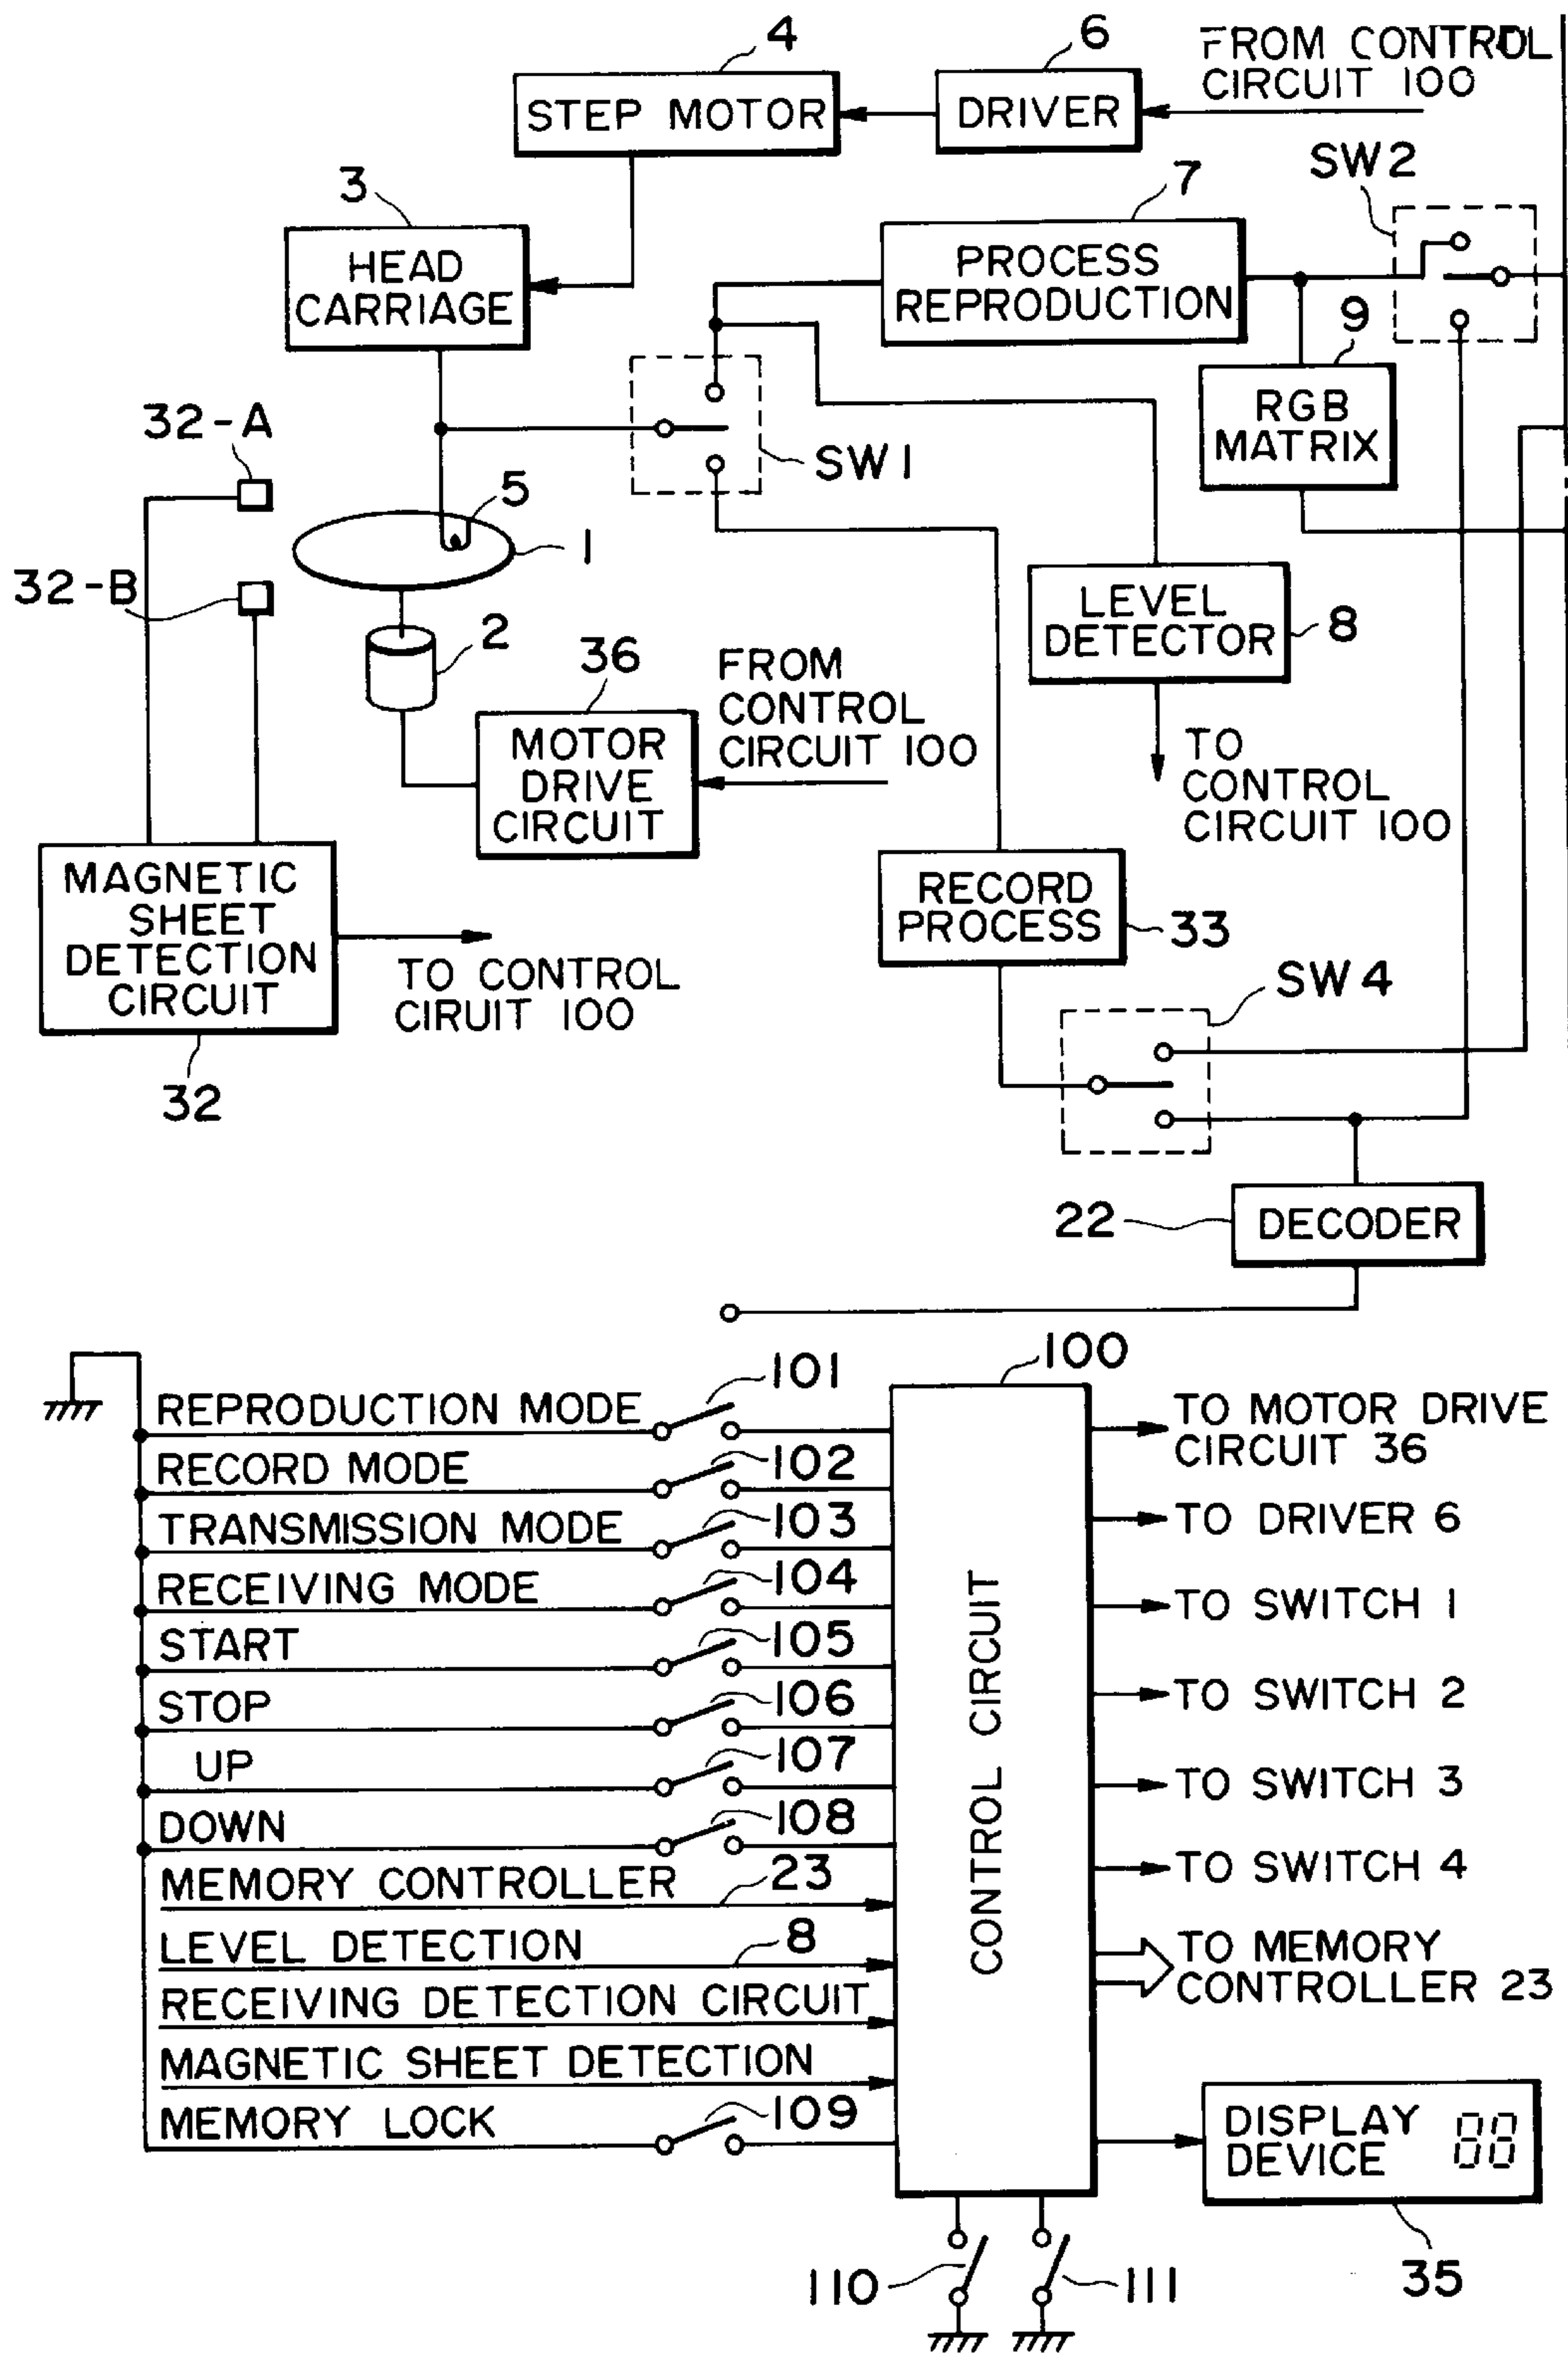 4
6
FROM CONTROL
CIRCUIT 100
STEP MOTOR
DRIVER
SW2
3
7
HEAD
CARRIAGE
PROCESS
REPRODUCTION
9
RGB
MATRIX
32-A
SW1
5
1
32-B
LEVEL
DETECTOR
8
2
36
FROM
CONTROL
CIRCUIT 100
MOTOR
DRIVE
CIRCUIT
TO
CONTROL
CIRCUIT 100
MAGNETIC
SHEET
DETECTION
CIRCUIT
RECORD
PROCESS
33
TO CONTROL
CIRUIT 100
SW4
32
22
DECODER
100
101
REPRODUCTION MODE
TO MOTOR DRIVE
CIRCUIT 36
RECORD MODE
102
TRANSMISSION MODE
103
TO DRIVER 6
RECEIVING MODE
104
TO SWITCH 1
START
105
STOP
106
TO SWITCH 2
UP
107
TO SWITCH 3
DOWN
108
MEMORY CONTROLLER
23
TO SWITCH 4
CONTROL CIRCUIT
LEVEL DETECTION
8
TO MEMORY
CONTROLLER 23
RECEIVING DETECTION CIRCUIT
MAGNETIC SHEET DETECTION
MEMORY LOCK
109
DISPLAY
DEVICE
00
00
110
111
35